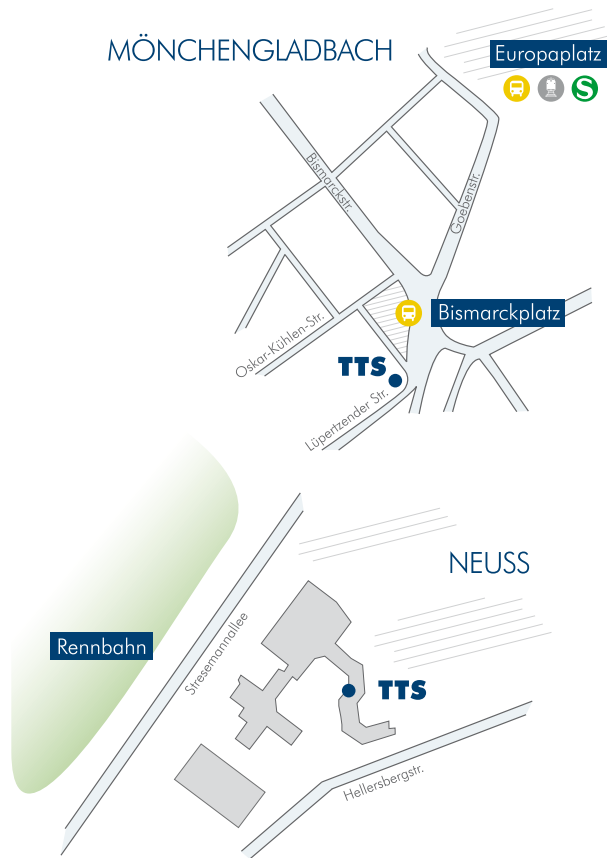 MÖNCHENGLADBACH
Europaplatz
S
Bismarckstr.
Goebenstr.
Bismarckplatz
Oskar-Kühlen-Str.
TTS
Lüpertzender Str.
NEUSS
Rennbahn
Stresemannallee
TTS
Hellersbergstr.